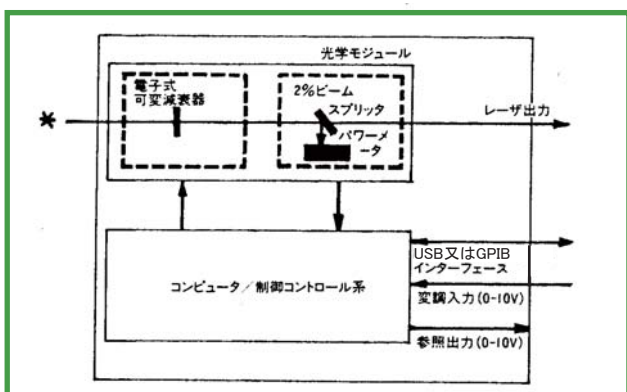 光学モジュール
電子式
可変減衰器
2%ビーム
スプリッタ
パワーメ
ータ
レーザ出力
*
コンピュータ/制御コントロール系
USB又はGPIB
インターフェース
変調入力(0-10V)
参照出力(0-10V)